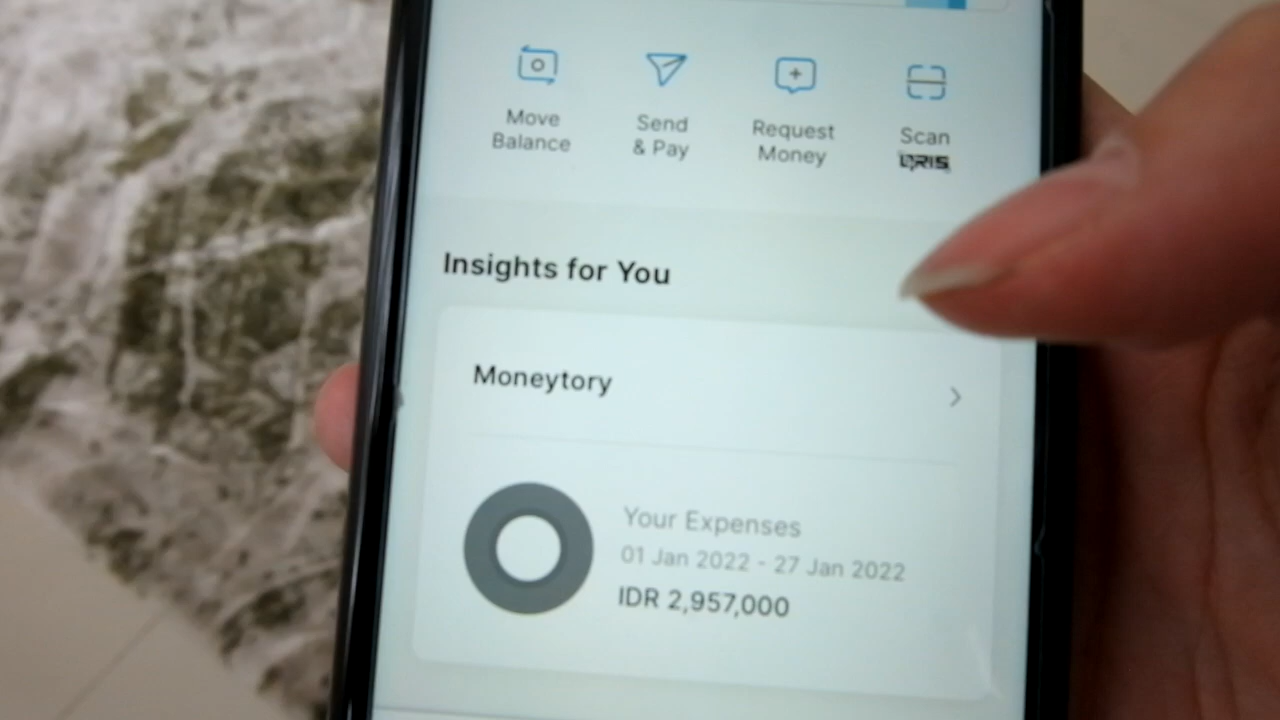 Move
Balance
Send
& Pay
Request
Money
Scan
QRIS
Insights for You
Moneytory
Your Expenses
01 Jan 2022 - 27 Jan 2022
IDR 2,957,000